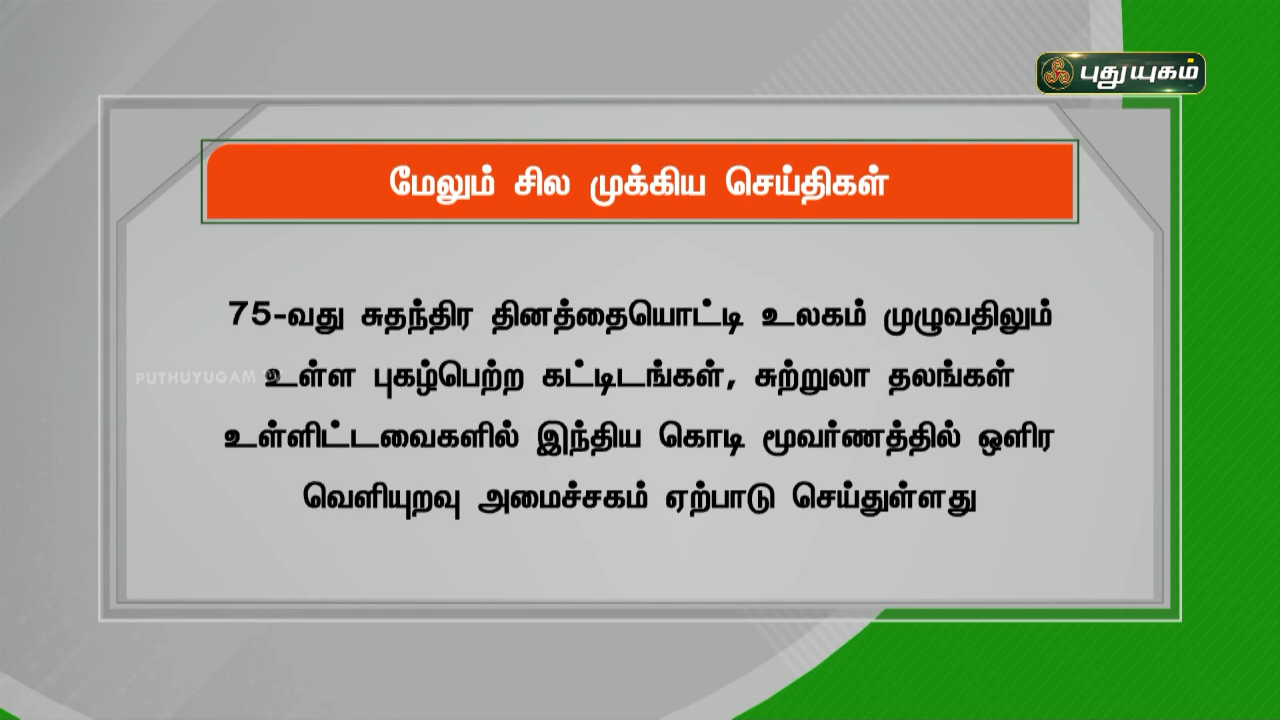 புதுயுகம்
மேலும் சில முக்கிய செய்திகள்
75-வது சுதந்திர தினத்தையொட்டி உலகம் முழுவதிலும்
PUTHUYUGAM
உள்ள புகழ்பெற்ற கட்டிடங்கள், சுற்றுலா தலங்கள்
உள்ளிட்டவைகளில் இந்திய கொடி மூவர்ணத்தில் ஒளிர
வெளியுறவு அமைச்சகம் ஏற்பாடு செய்துள்ளது